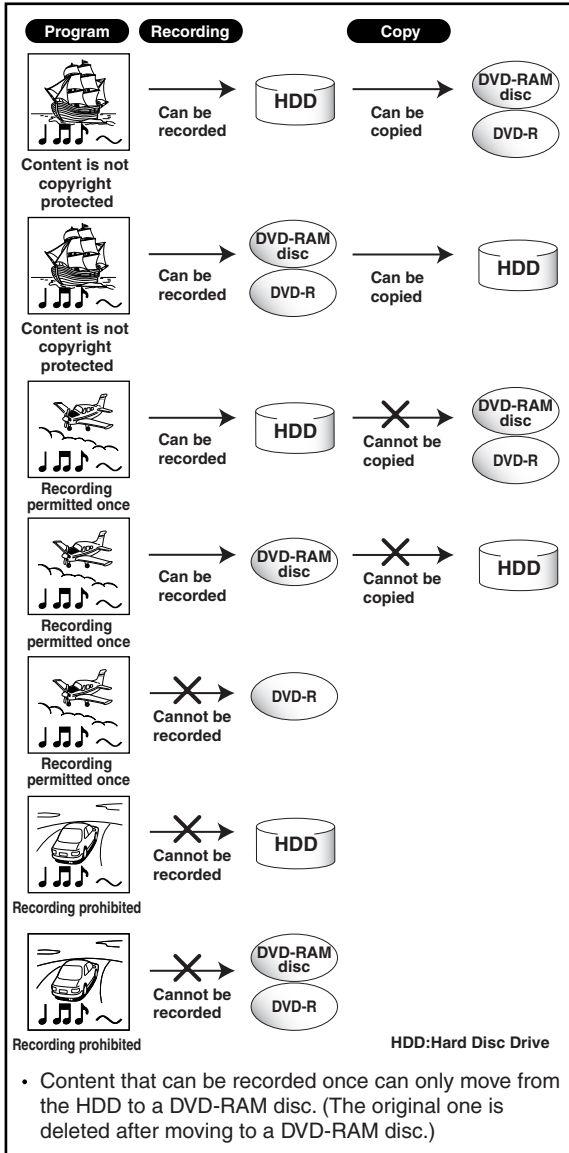 Program Recording Copy
Can be
recorded
HDD
Can be
copied
DVD-RAM
disc
DVD-R
Content is not
copyright
protected
Can be
recorded
DVD-RAM
disc
DVD-R
Can be
copied
HDD
Content is not
copyright
protected
Can be
recorded
HDD
Cannot be
copied
DVD-RAM
disc
DVD-R
Recording
permitted once
Can be
recorded
DVD-RAM
disc
Cannot be
copied
HDD
Recording
permitted once
Cannot be
recorded
DVD-R
Recording
permitted once
Cannot be
recorded
HDD
Recording prohibited
Cannot be
recorded
DVD-RAM
disc
DVD-R
Recording prohibited
HDD:Hard Disc Drive
• Content that can be recorded once can only move from
the HDD to a DVD-RAM disc. (The original one is
deleted after moving to a DVD-RAM disc.)